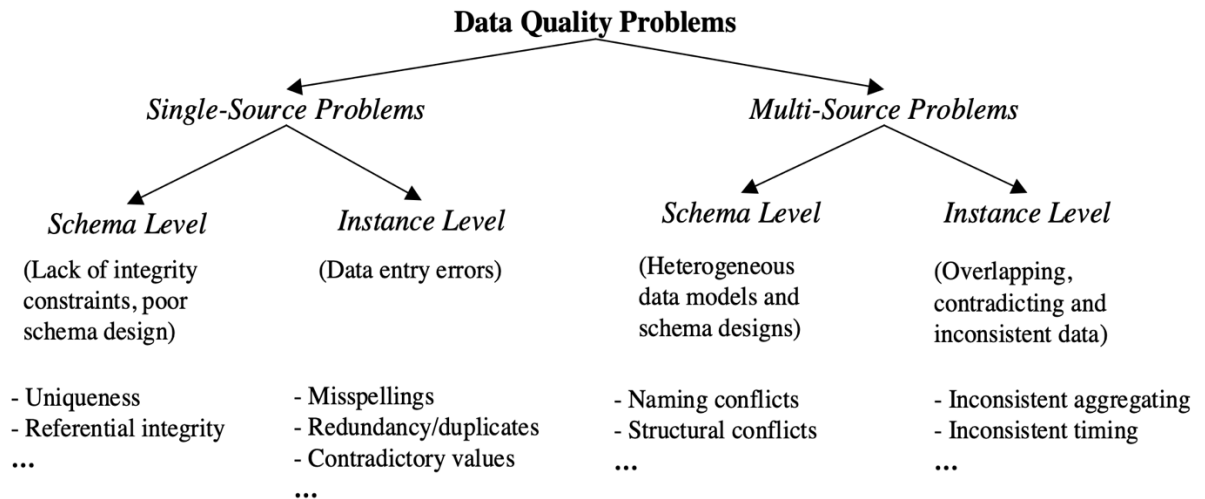 Data Quality Problems
Single-Source Problems
Multi-Source Problems
Schema Level
Instance Level
Schema Level
Instance Level
(Lack of integrity
constraints, poor
schema design)
(Data entry errors)
(Heterogeneous
data models and
schema designs)
(Overlapping,
contradicting and
inconsistent data)
- Uniqueness
- Referential integrity
...
- Misspellings
- Redundancy/duplicates
- Contradictory values
...
- Naming conflicts
- Structural conflicts
...
- Inconsistent aggregating
- Inconsistent timing
...